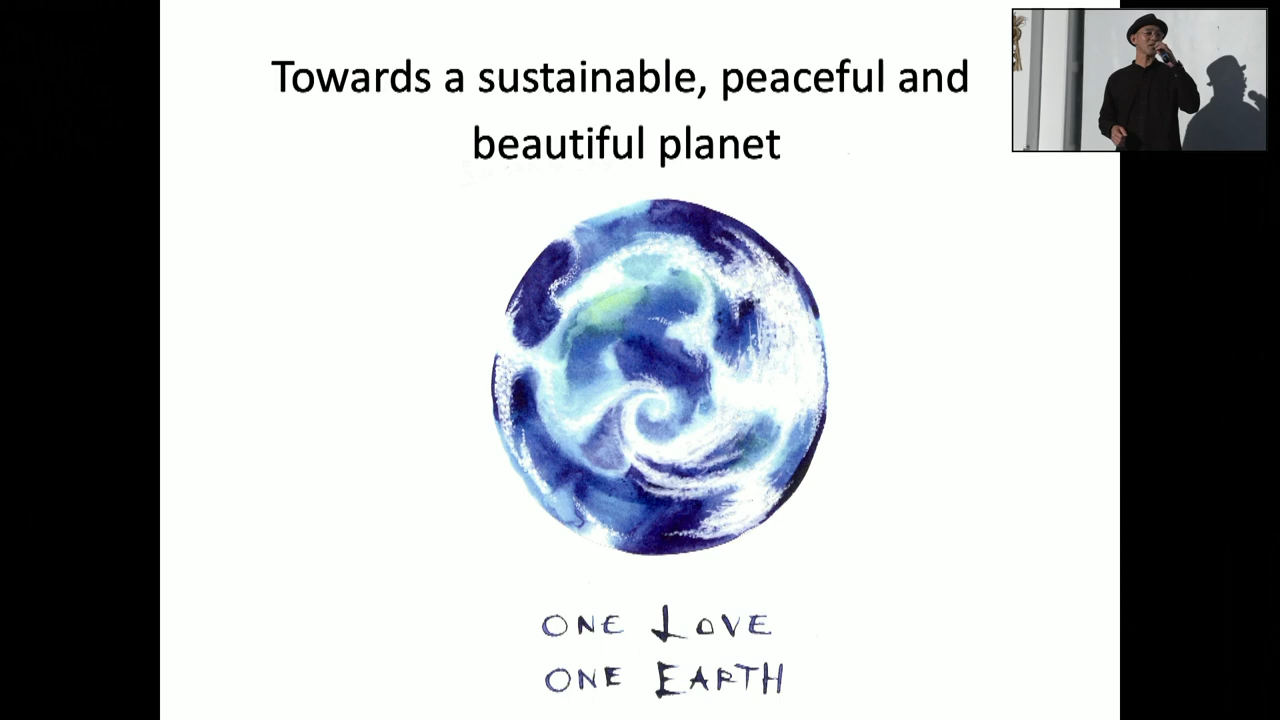 Towards a sustainable, peaceful and
beautiful planet
ONE LOVE
ONE EARTH